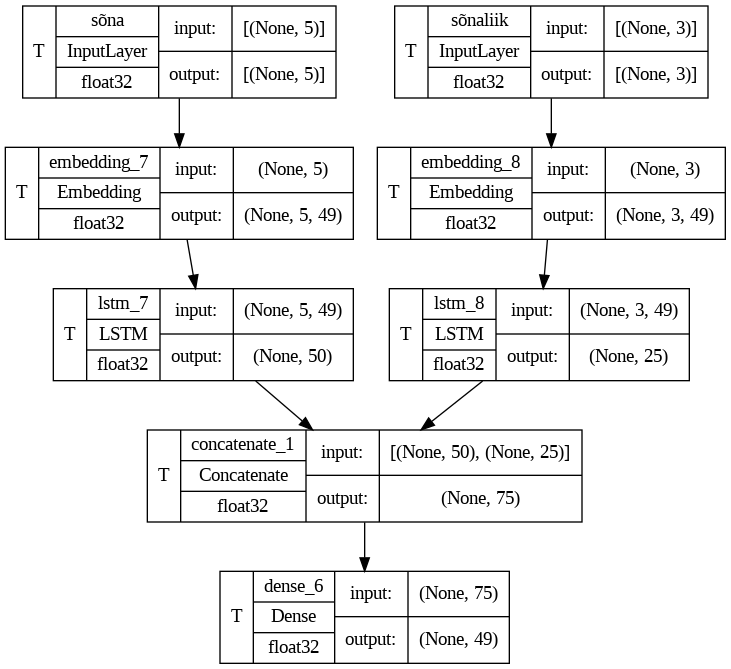 T sõna InputLayer float32 input: [(None, 5)] output: [(None, 5)]
T sõnaliik InputLayer float32 input: [(None, 3)] output: [(None, 3)]
T embedding_7 Embedding float32 input: (None, 5) output: (None, 5, 49)
T embedding_8 Embedding float32 input: (None, 3) output: (None, 3, 49)
T lstm_7 LSTM float32 input: (None, 5, 49) output: (None, 50)
T lstm_8 LSTM float32 input: (None, 3, 49) output: (None, 25)
T concatenate_1 Concatenate float32 input: [(None, 50), (None, 25)] output: (None, 75)
T dense_6 Dense float32 input: (None, 75) output: (None, 49)